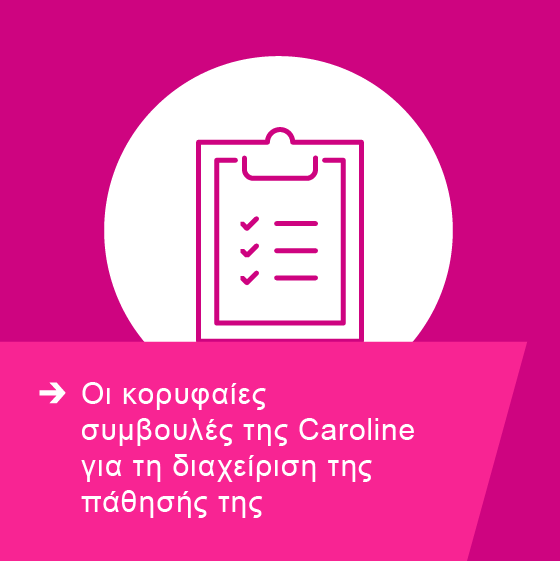 Οι κορυφαίες
συμβουλές της Caroline
για τη διαχείριση της
πάθησής της